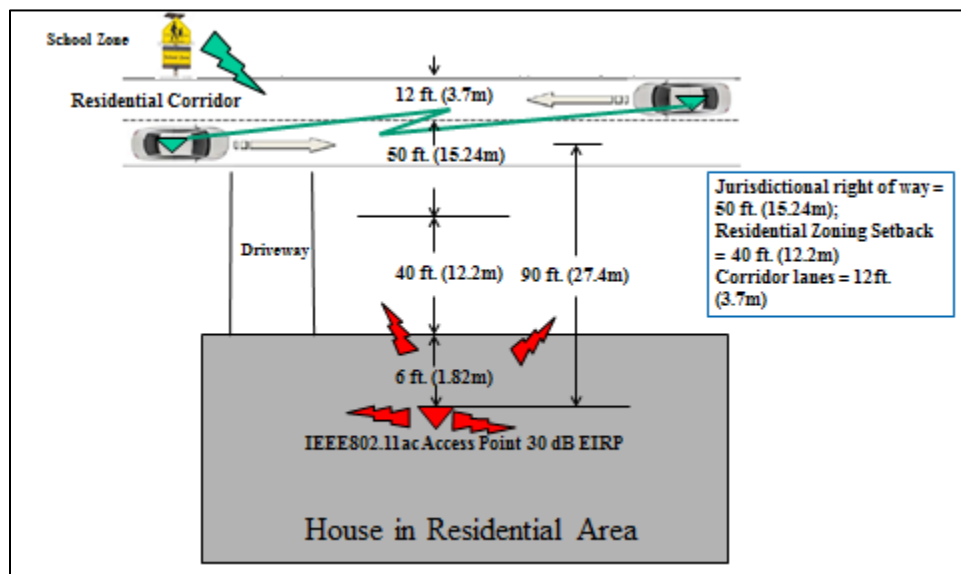 School Zone
Residential Corridor
12 ft. (3.7m)
50 ft. (15.24m)
Jurisdictional right of way =
50 ft. (15.24m);
Residential Zoning Setback
= 40 ft. (12.2m)
Corridor lanes = 12ft.
(3.7m)
Driveway
40 ft. (12.2m)
90 ft. (27.4m)
6 ft. (1.82m)
IEEE802.11ac Access Point 30 dB EIRP
House in Residential Area